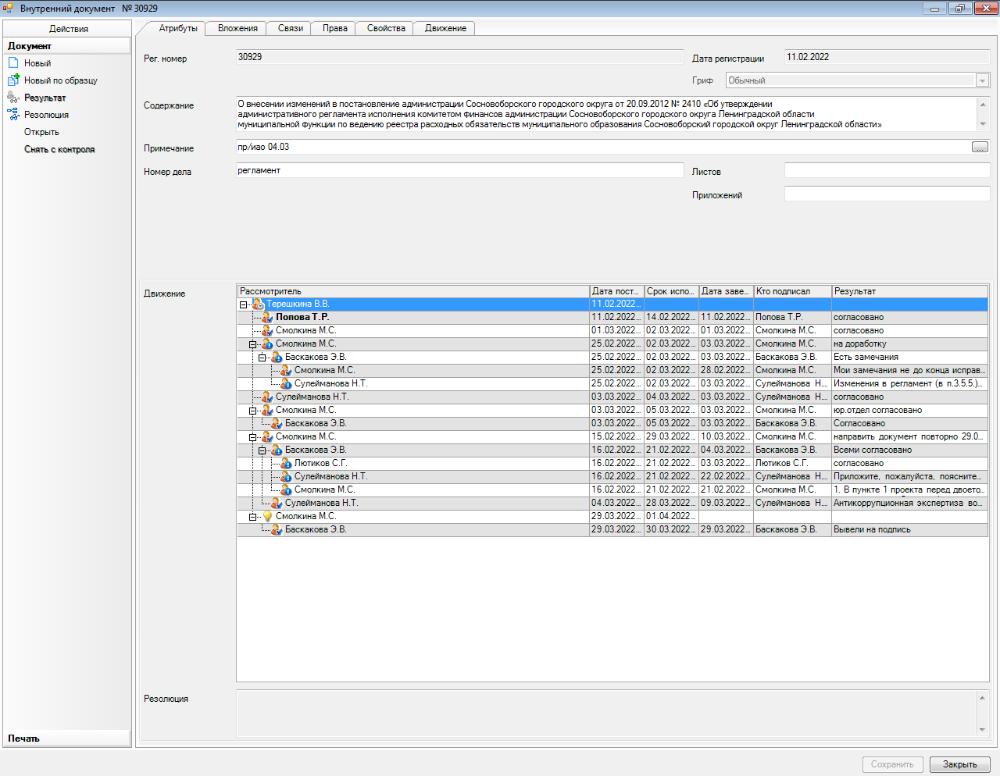 Внутренний документ № 30929
Действия
Документ
Новый
Новый по образцу
Результат
Резолюция
Открыть
Снять с контроля
Печать
Атрибуты Вложения Связи Права Свойства Движение
Рег. номер 30929 Дата регистрации 11.02.2022
Гриф Обычный
Содержание О внесении изменений в постановление администрации Сосновоборского городского округа от 20.09.2012 № 2410 «Об утверждении
административного регламента исполнения комитетом финансов администрации Сосновоборского городского округа Ленинградской области
муниципальной функции по ведению реестра расходных обязательств муниципального образования Сосновоборский городской округ Ленинградской области»
Примечание пр/иао 04.03 ...
Номер дела регламент Листов
Приложений
Движение
Рассмотритель Дата пост... Срок испо... Дата заве... Кто подписал Результат
Терешкина В.В. 11.02.2022...
Попова Т.Р. 11.02.2022... 14.02.2022... 11.02.2022... Попова Т.Р. согласовано
Смолкина М.С. 01.03.2022... 02.03.2022... 01.03.2022... Смолкина М.С. согласовано
Смолкина М.С. 25.02.2022... 02.03.2022... 03.03.2022... Смолкина М.С. на доработку
Баскакова Э.В. 25.02.2022... 02.03.2022... 03.03.2022... Баскакова Э.В. Есть замечания
Смолкина М.С. 25.02.2022... 02.03.2022... 28.02.2022... Смолкина М.С. Мои замечания не до конца исправ...
Сулейманова Н.Т. 25.02.2022... 02.03.2022... 03.03.2022... Сулейманова Н... Изменения в регламент (в п.3.5.5.)...
Сулейманова Н.Т. 03.03.2022... 04.03.2022... 03.03.2022... Сулейманова Н... согласовано
Смолкина М.С. 03.03.2022... 05.03.2022... 03.03.2022... Смолкина М.С. юр.отдел согласовано
Баскакова Э.В. 03.03.2022... 05.03.2022... 03.03.2022... Баскакова Э.В. Согласовано
Смолкина М.С. 15.02.2022... 29.03.2022... 10.03.2022... Смолкина М.С. направить документ повторно 29.0...
Баскакова Э.В. 16.02.2022... 21.02.2022... 04.03.2022... Баскакова Э.В. Всеми согласовано
Лютиков С.Г. 16.02.2022... 21.02.2022... 03.03.2022... Лютиков С.Г. согласовано
Сулейманова Н.Т. 16.02.2022... 21.02.2022... 22.02.2022... Сулейманова Н... Приложите, пожалуйста, поясните...
Смолкина М.С. 16.02.2022... 21.02.2022... 21.02.2022... Смолкина М.С. 1. В пункте 1 проекта перед двоето...
Сулейманова Н.Т. 04.03.2022... 28.03.2022... 09.03.2022... Сулейманова Н... Антикоррупционная экспертиза во...
Смолкина М.С. 29.03.2022... 01.04.2022...
Баскакова Э.В. 29.03.2022... 30.03.2022... 29.03.2022... Баскакова Э.В. Вывели на подпись
Резолюция
Сохранить Закрыть